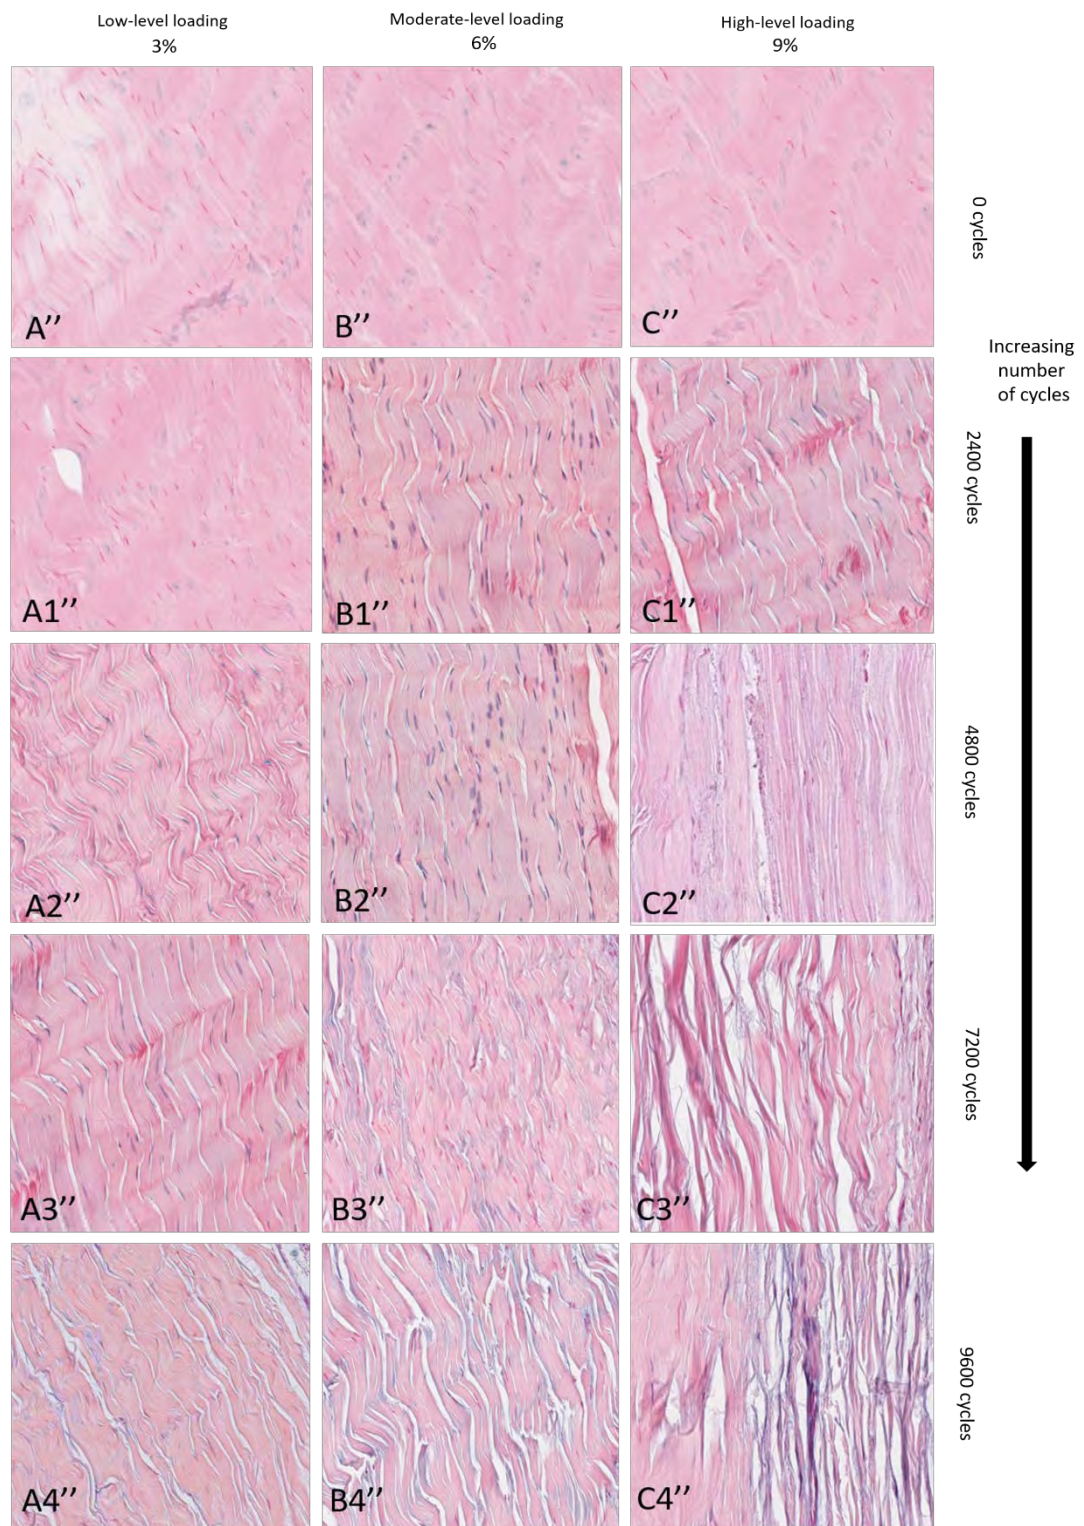 Low-level loading
3%
Moderate-level loading
6%
High-level loading
9%
A’’
B’’
C’’
0 cycles
Increasing
number
of cycles
A1’’
B1’’
C1’’
2400 cycles
A2’’
B2’’
C2’’
4800 cycles
A3’’
B3’’
C3’’
7200 cycles
A4’’
B4’’
C4’’
9600 cycles